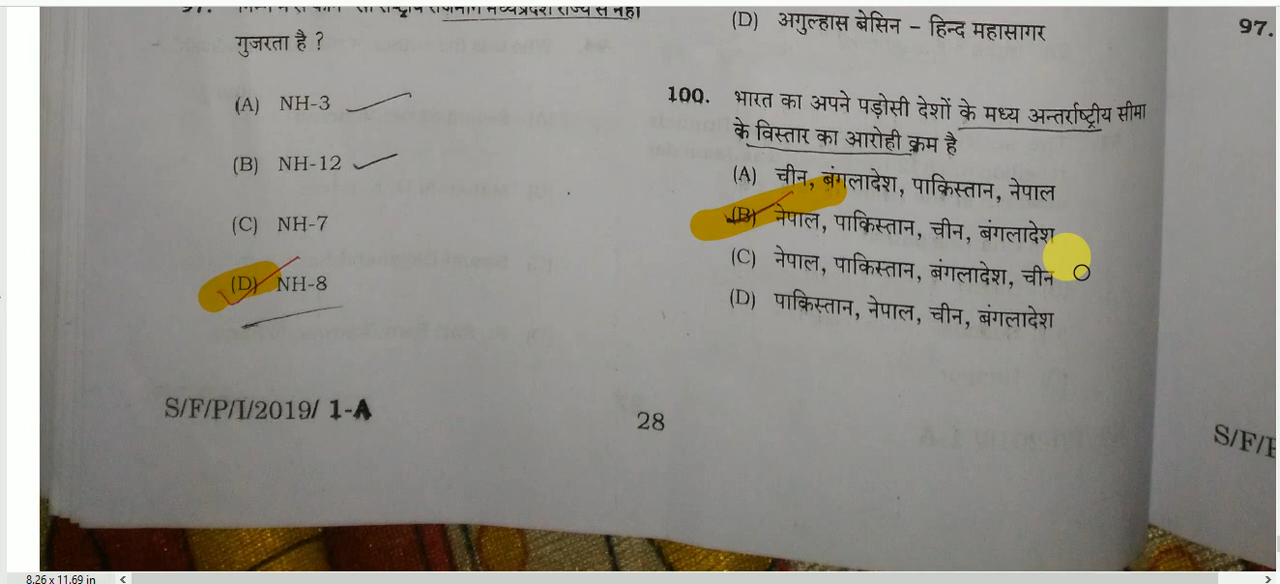 97.
गुजरता है ?
(A) NH-3
(B) NH-12
(C) NH-7
(D) NH-8
S/F/P/I/2019/ 1-A
28
(D) अगुल्हास बेसिन – हिन्द महासागर
100. भारत का अपने पड़ोसी देशों के मध्य अन्तर्राष्ट्रीय सीमा
के विस्तार का आरोही क्रम है
(A) चीन, बंगलादेश, पाकिस्तान, नेपाल
(B) नेपाल, पाकिस्तान, चीन, बंगलादेश
(C) नेपाल, पाकिस्तान, बंगलादेश, चीन
(D) पाकिस्तान, नेपाल, चीन, बंगलादेश
97.
S/F/
8.26 x 11.69 in